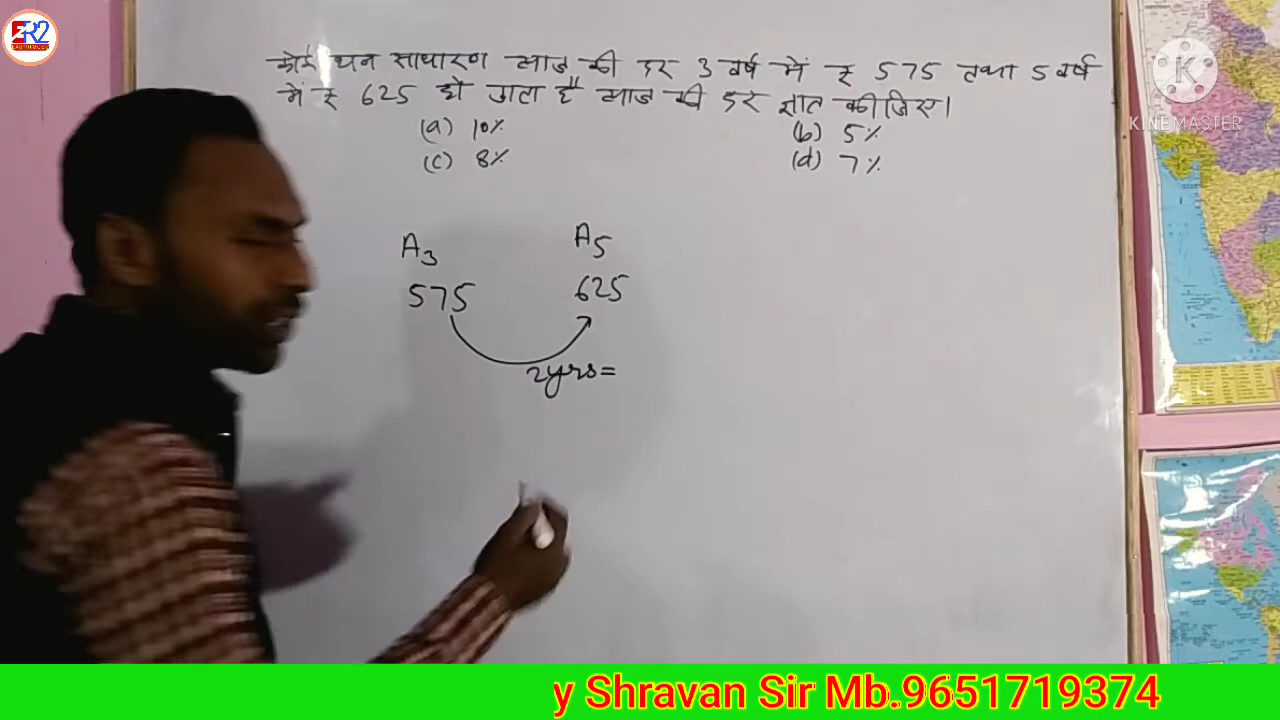 ER2
कोई धन साधारण ब्याज की दर 3 वर्ष में ₹ 575 तथा 5 वर्ष
में ₹ 625 हो जाता है ब्याज की दर ज्ञात कीजिए।
(a) 10% (b) 5%
(c) 8% (d) 7%
A3 A5
575 625
2yrs=
KINEMASTER
y Shravan Sir Mb.9651719374